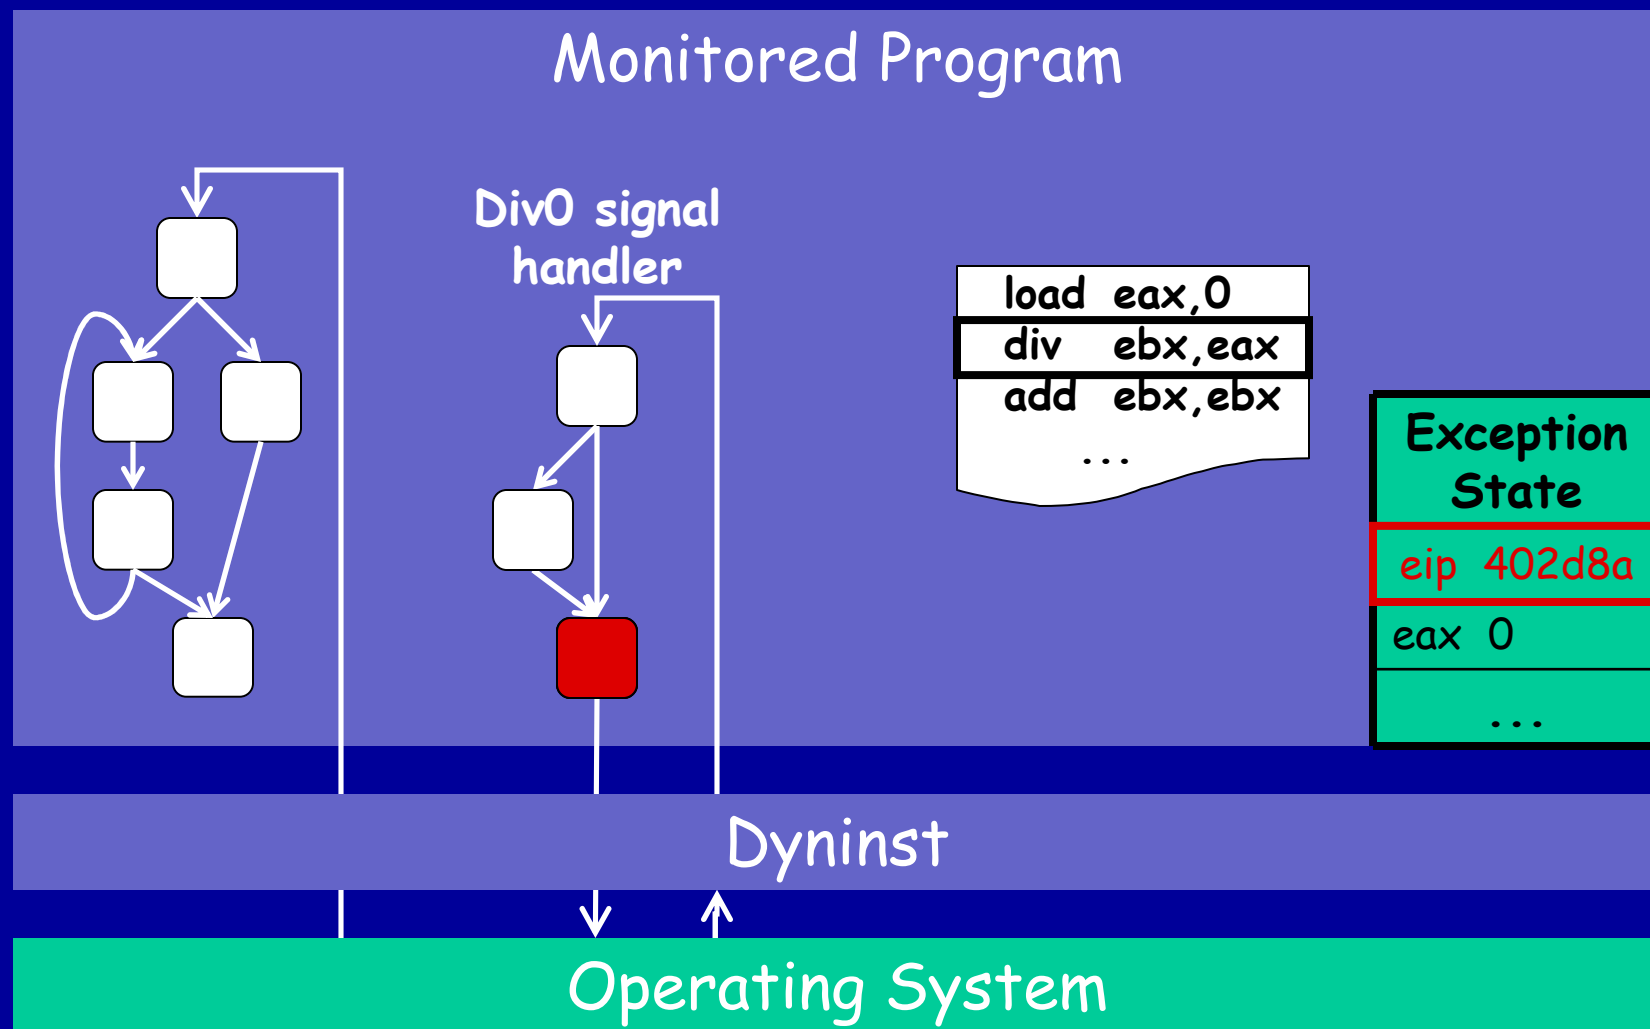 Monitored Program
Div0 signal
handler
load eax,0
div ebx,eax
add ebx,ebx
...
Exception
State
eip 402d8a
eax 0
...
Dyninst
Operating System